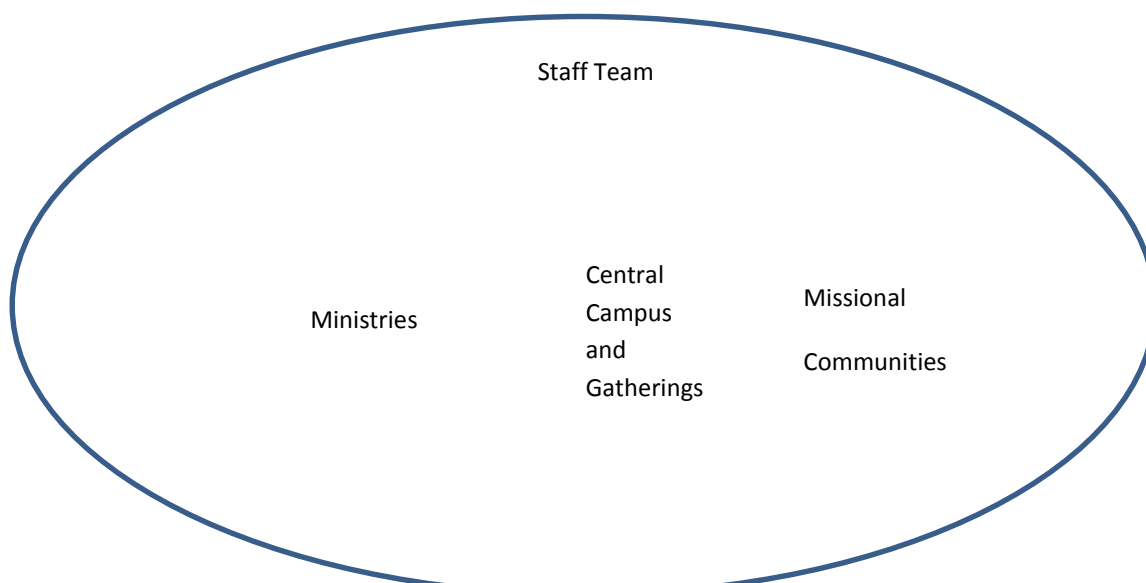 Staff Team
Ministries
Central
Campus
and
Gatherings
Missional
Communities